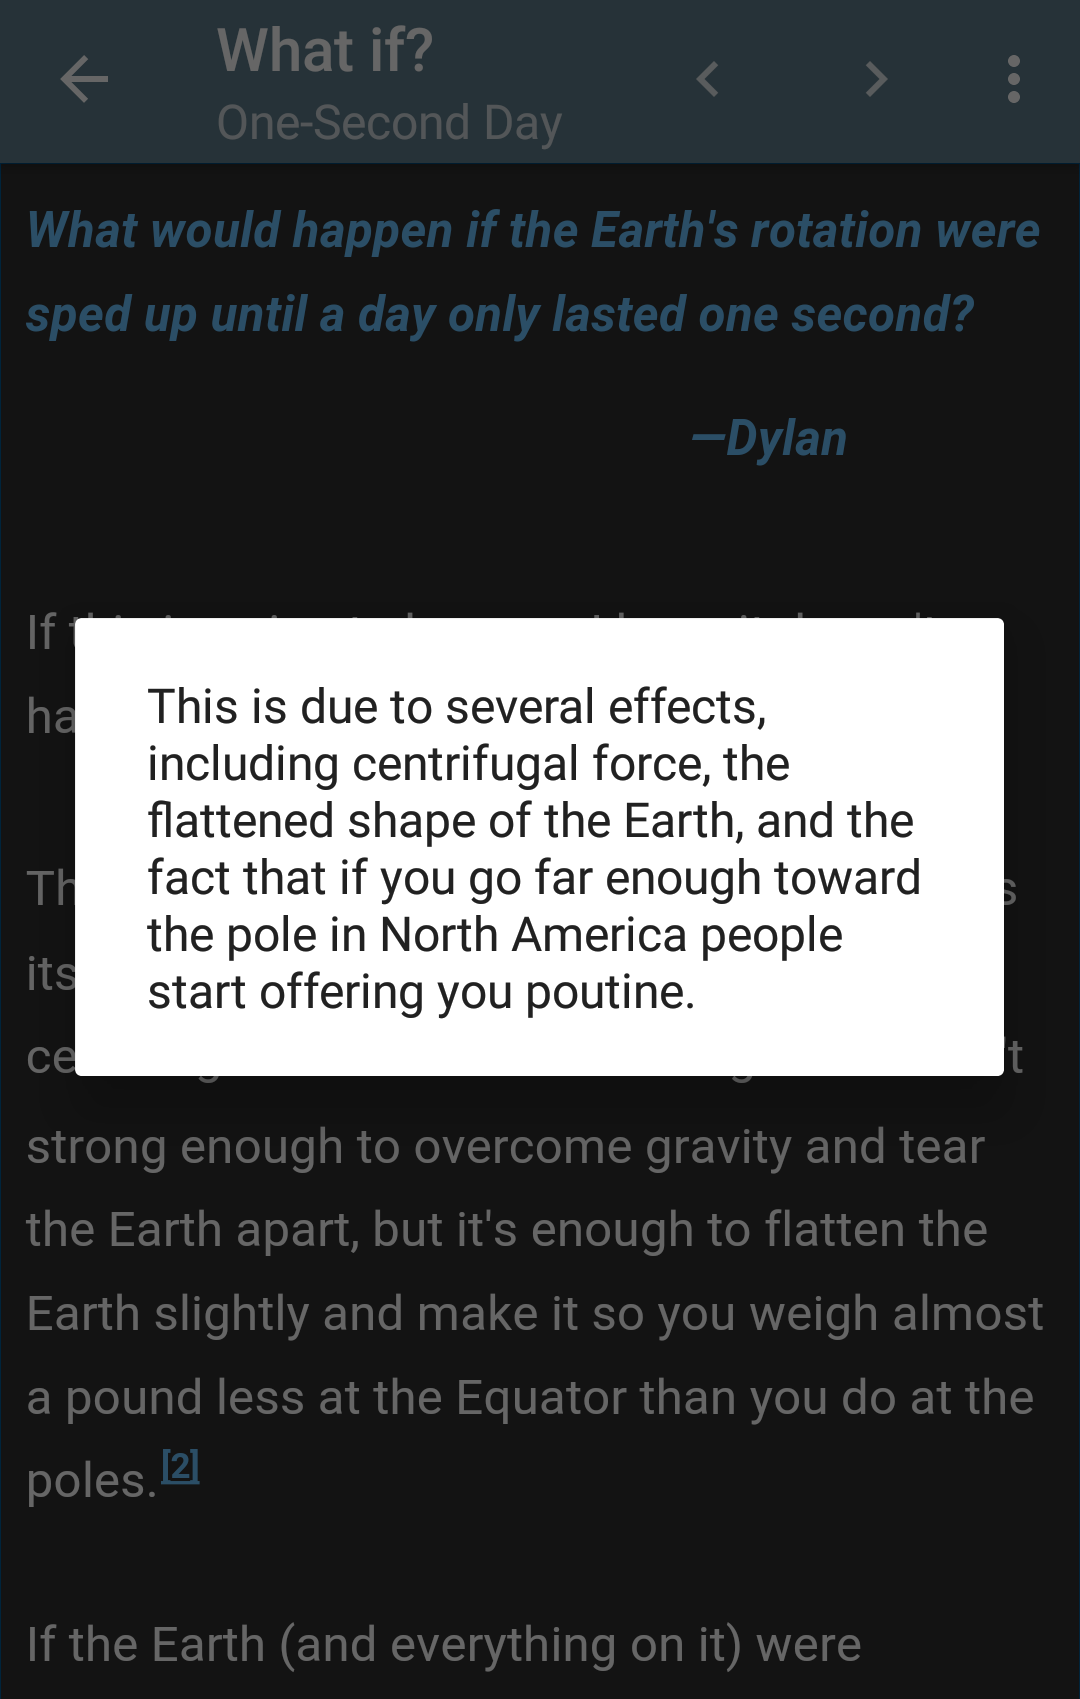 What if?
One-Second Day
What would happen if the Earth's rotation were
sped up until a day only lasted one second?
—Dylan
If
ha
This is due to several effects,
including centrifugal force, the
flattened shape of the Earth, and the
fact that if you go far enough toward
the pole in North America people
start offering you poutine.
Th s
its
ce 't
strong enough to overcome gravity and tear
the Earth apart, but it's enough to flatten the
Earth slightly and make it so you weigh almost
a pound less at the Equator than you do at the
poles.[2]
If the Earth (and everything on it) were